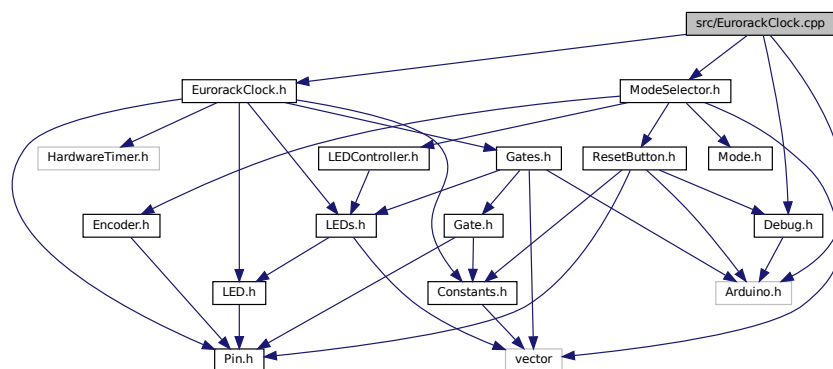 src/EurorackClock.cpp
EurorackClock.h
ModeSelector.h
HardwareTimer.h
LEDController.h
Gates.h
ResetButton.h
Mode.h
Encoder.h
LEDs.h
Gate.h
Debug.h
LED.h
Constants.h
Arduino.h
Pin.h
vector